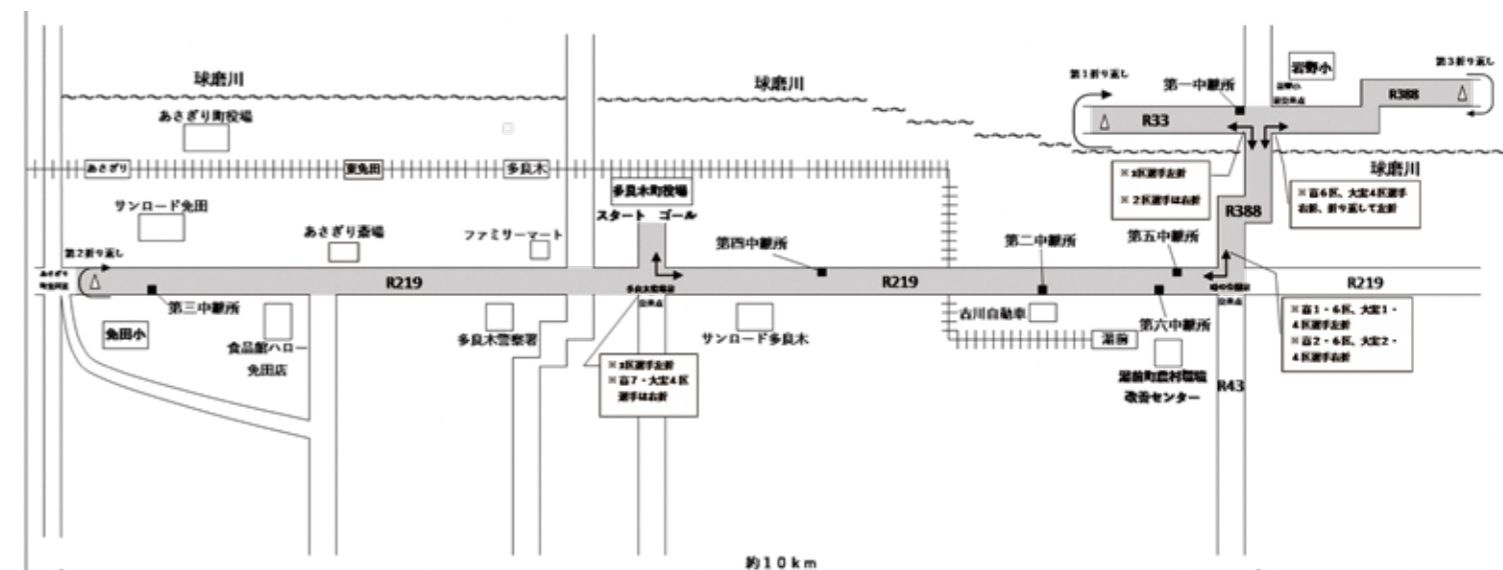 球磨川
あさぎり町役場
あさぎり
東免田
多良木
サンロード免田
あさぎり斎場
ファミリーマート
第2折り返し
R219
第三中継所
免田小
食品館ハロー
免田店
多良木警察署
球磨川
多良木町役場
スタート ゴール
第四中継所
R219
サンロード多良木
※1区選手左折
※高7・大実4区
選手は右折
第1折り返し
R33
第一中継所
岩野小
第3折り返し
R388
※1区選手左折
※2区選手は右折
球磨川
※高6区、大実4区選手
右折、折り返して左折
R388
第二中継所
第五中継所
R219
古川自動車
湯前
第六中継所
湯前町農村環境
改善センター
R43
※高1・6区、大実1・
4区選手左折
※高2・6区、大実2・
4区選手右折
約10km